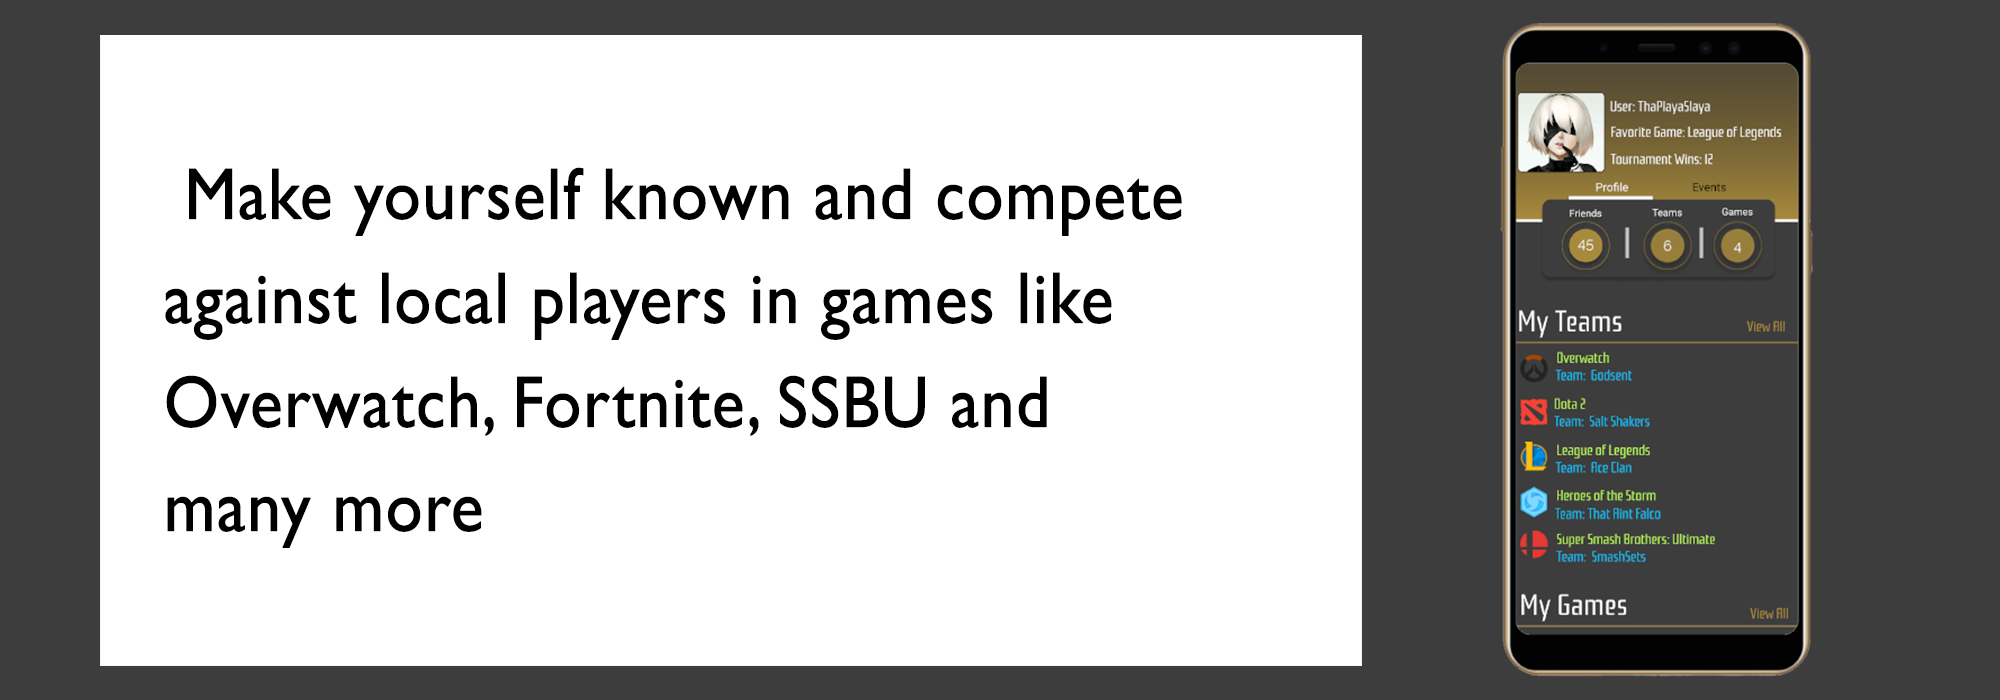 Make yourself known and compete
against local players in games like
Overwatch, Fortnite, SSBU and
many more
User: ThaPlayaSlaya
Favorite Game: League of Legends
Tournament Wins: 12
Profile Events
Friends Teams Games
45 6 4
My Teams View All
Overwatch
Team: Godsent
Dota 2
Team: Salt Shakers
League of Legends
Team: Ace Clan
Heroes of the Storm
Team: That Aint Falco
Super Smash Brothers: Ultimate
Team: SmashSets
My Games View All